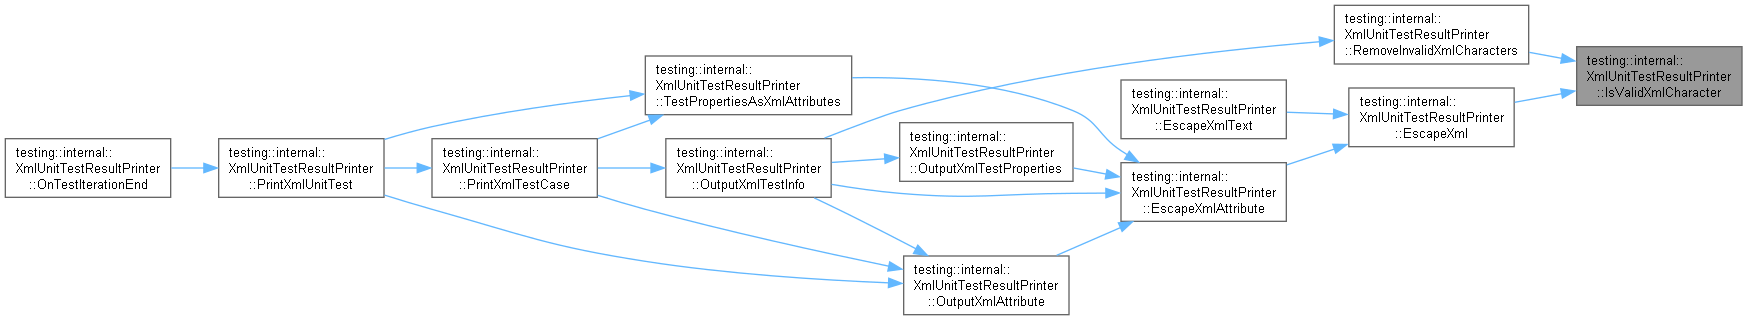 testing::internal::
XmlUnitTestResultPrinter
::OnTestIterationEnd
testing::internal::
XmlUnitTestResultPrinter
::PrintXmlUnitTest
testing::internal::
XmlUnitTestResultPrinter
::PrintXmlTestCase
testing::internal::
XmlUnitTestResultPrinter
::TestPropertiesAsXmlAttributes
testing::internal::
XmlUnitTestResultPrinter
::OutputXmlTestInfo
testing::internal::
XmlUnitTestResultPrinter
::OutputXmlTestProperties
testing::internal::
XmlUnitTestResultPrinter
::OutputXmlAttribute
testing::internal::
XmlUnitTestResultPrinter
::EscapeXmlText
testing::internal::
XmlUnitTestResultPrinter
::EscapeXmlAttribute
testing::internal::
XmlUnitTestResultPrinter
::RemoveInvalidXmlCharacters
testing::internal::
XmlUnitTestResultPrinter
::EscapeXml
testing::internal::
XmlUnitTestResultPrinter
::IsValidXmlCharacter